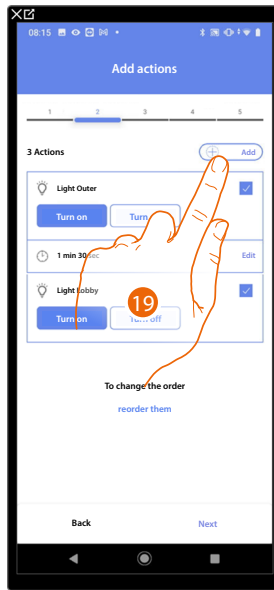 08:15
Add actions
1 2 3 4 5
3 Actions
Add
Light Outer
Turn on Turn
1 min 30 sec Edit
Light Lobby
19
Turn on Turn off
To change the order
reorder them
Back Next